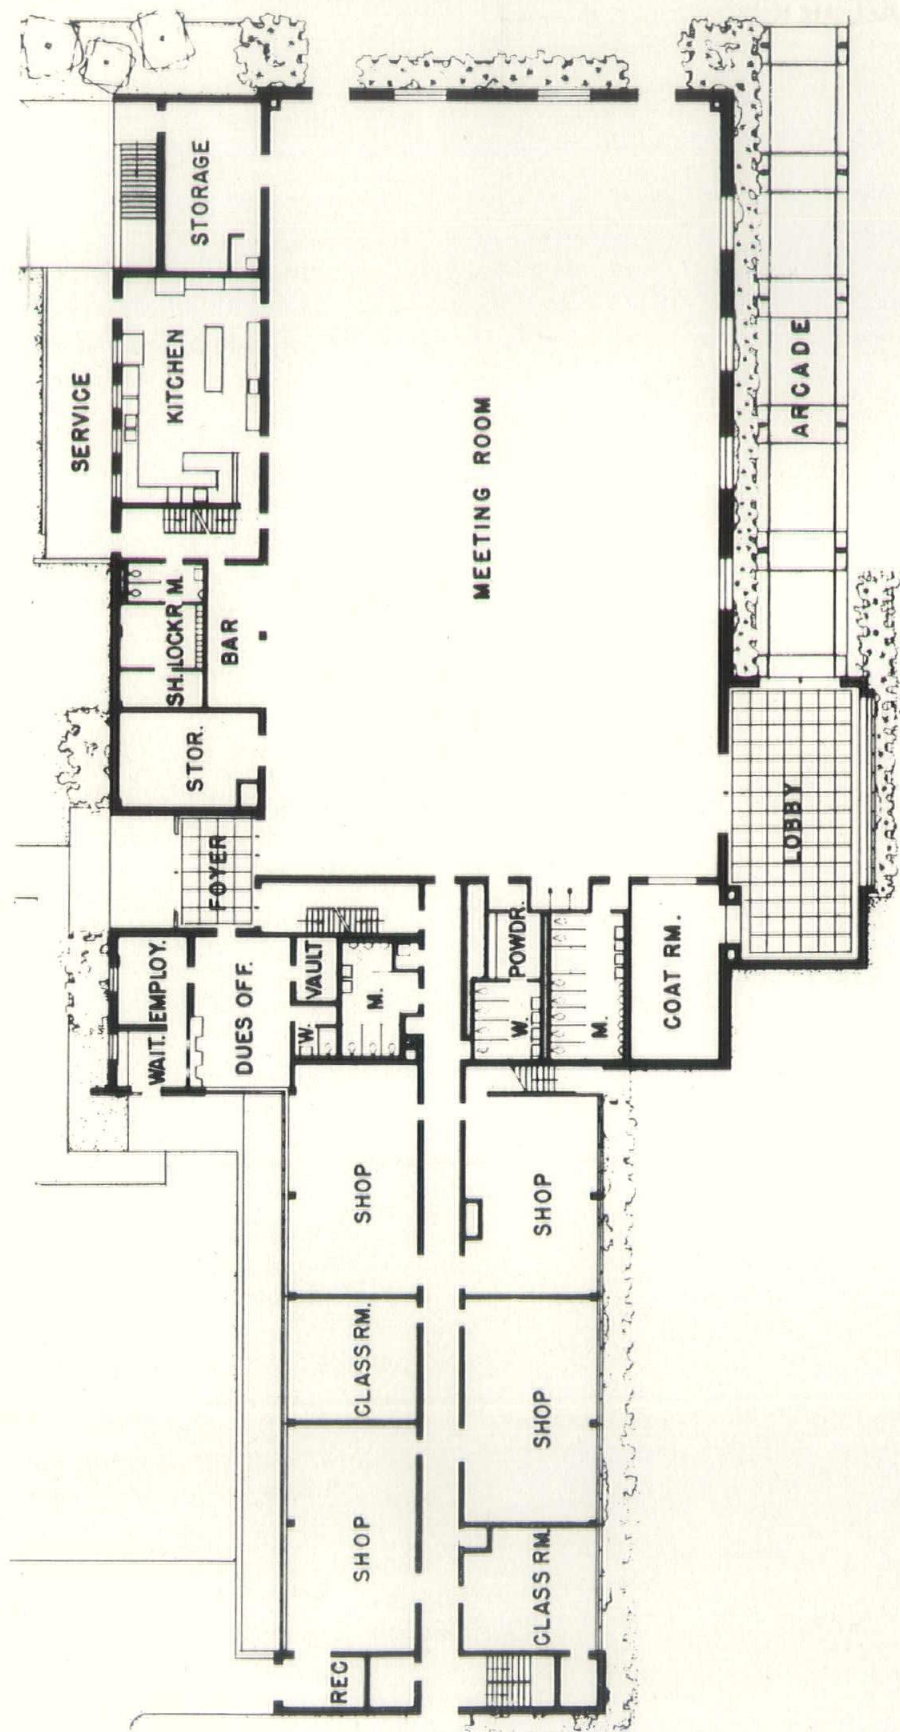 STORAGE
SERVICE
KITCHEN
MEETING ROOM
ARCADE
SH. LOCKR M.
BAR
STOR.
FOYER
LOBBY
EMPLOY.
WAIT.
DUES OFF.
VAULT
W.
M.
POWDR.
W.
M.
COAT RM.
SHOP
SHOP
CLASS RM.
SHOP
SHOP
CLASS RM.
REC